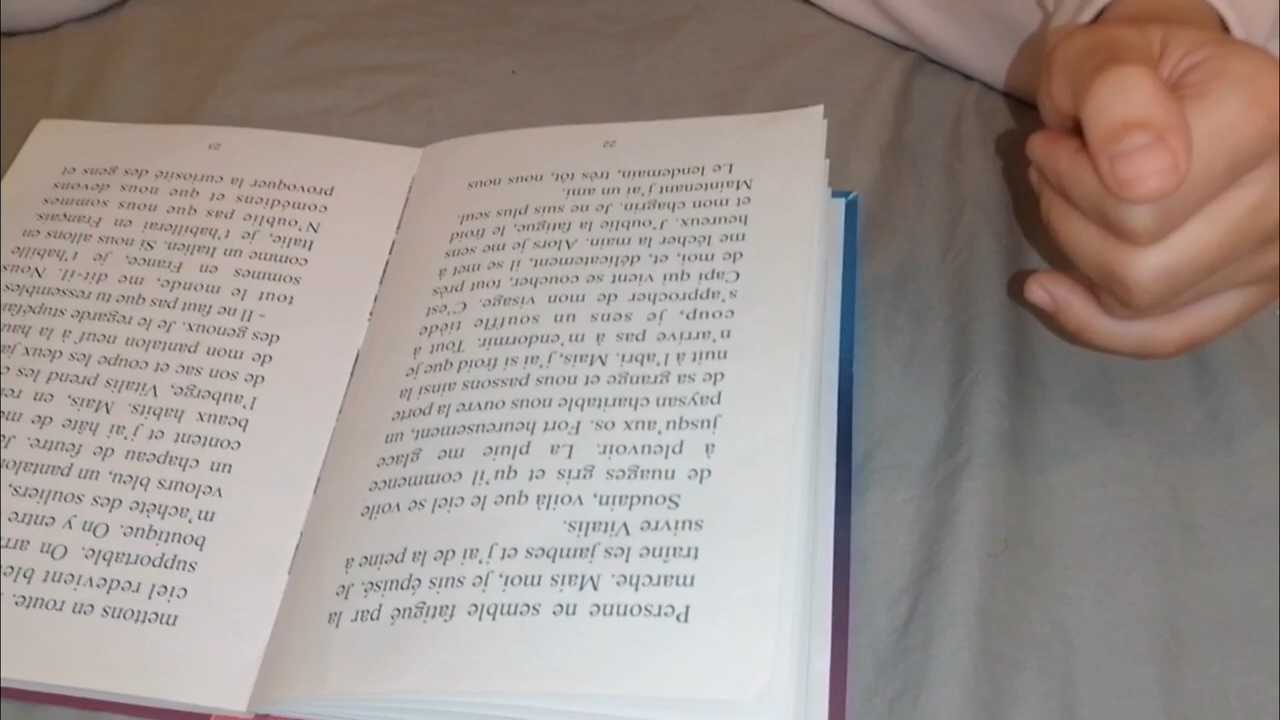 Personne ne semble fatigué par la
marche. Mais moi, je suis épuisé. Je
traîne les jambes et j'ai de la peine à
suivre Vitalis.
Soudain, voilà que le ciel se voile
de nuages gris et qu'il commence
à pleuvoir. La pluie me glace
jusqu'aux os. Fort heureusement, un
paysan charitable nous ouvre la porte
de sa grange et nous passons ainsi la
nuit à l'abri. Mais, j'ai si froid que je
n'arrive pas à m'endormir. Tout à
coup, je sens un souffle tiède
s'approcher de mon visage. C'est
Capi qui vient se coucher, tout près
de moi, et, délicatement, il se met à
me lécher la main. Alors je me sens
heureux. J'oublie la fatigue, le froid
et mon chagrin. Je ne suis plus seul.
Maintenant j'ai un ami.
Le lendemain, très tôt, nous nous
22
mettons en route.
ciel redevient
supportable. On
boutique. On y entre
m'achète des souliers,
velours bleu, un
un chapeau de feutre.
content et j'ai hâte de
beaux habits. Mais, en
l'auberge, Vitalis prend les
de son sac et coupe les deux
de mon pantalon neuf à la
des genoux. Je le regarde
- Il ne faut pas que tu ressembles
tout le monde, me dit-il. Nous
sommes en France, je t'habille
comme un Italien. Si nous allons en
Italie, je t'habillerai en Français.
N'oublie pas que nous sommes
comédiens et que nous devons
provoquer la curiosité des gens et
23